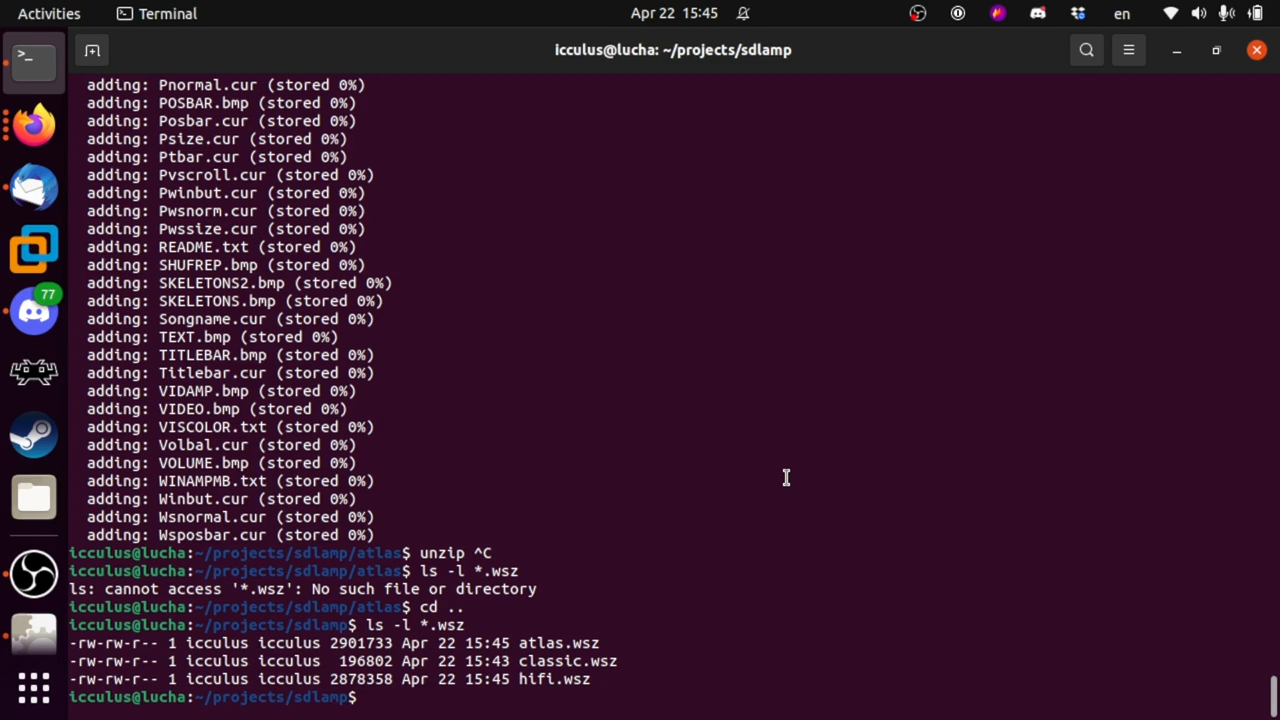 Activities Terminal Apr 22 15:45 en
icculus@lucha: ~/projects/sdlamp
adding: Pnormal.cur (stored 0%)
adding: POSBAR.bmp (stored 0%)
adding: Posbar.cur (stored 0%)
adding: Psize.cur (stored 0%)
adding: Ptbar.cur (stored 0%)
adding: Pvscroll.cur (stored 0%)
adding: Pwinbut.cur (stored 0%)
adding: Pwsnorm.cur (stored 0%)
adding: Pwssize.cur (stored 0%)
adding: README.txt (stored 0%)
adding: SHUFREP.bmp (stored 0%)
adding: SKELETONS2.bmp (stored 0%)
adding: SKELETONS.bmp (stored 0%)
adding: Songname.cur (stored 0%)
adding: TEXT.bmp (stored 0%)
adding: TITLEBAR.bmp (stored 0%)
adding: Titlebar.cur (stored 0%)
adding: VIDAMP.bmp (stored 0%)
adding: VIDEO.bmp (stored 0%)
adding: VISCOLOR.txt (stored 0%)
adding: Volbal.cur (stored 0%)
adding: VOLUME.bmp (stored 0%)
adding: WINAMPMB.txt (stored 0%)
adding: Winbut.cur (stored 0%)
adding: Wsnormal.cur (stored 0%)
adding: Wsposbar.cur (stored 0%)
icculus@lucha:~/projects/sdlamp/atlas$ unzip ^C
icculus@lucha:~/projects/sdlamp/atlas$ ls -l *.wsz
ls: cannot access '*.wsz': No such file or directory
icculus@lucha:~/projects/sdlamp/atlas$ cd ..
icculus@lucha:~/projects/sdlamp$ ls -l *.wsz
-rw-rw-r-- 1 icculus icculus 2901733 Apr 22 15:45 atlas.wsz
-rw-rw-r-- 1 icculus icculus  196802 Apr 22 15:43 classic.wsz
-rw-rw-r-- 1 icculus icculus 2878358 Apr 22 15:45 hifi.wsz
icculus@lucha:~/projects/sdlamp$
77